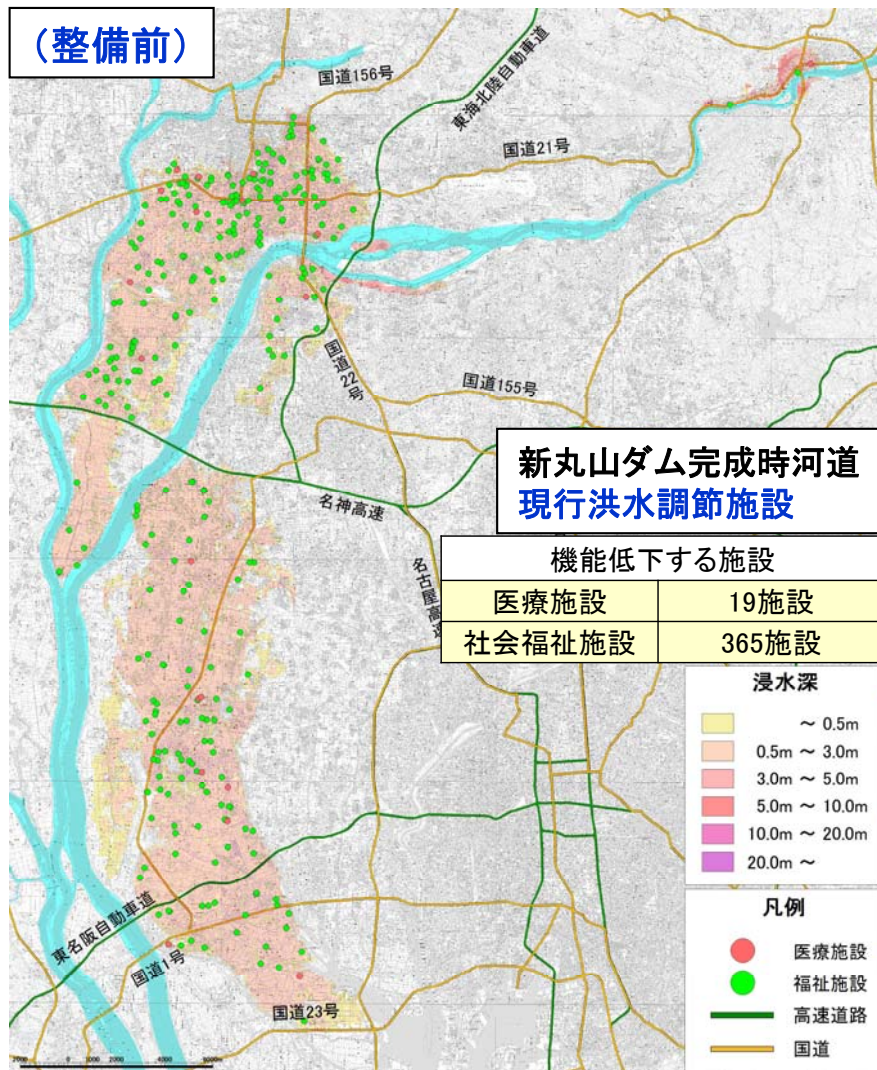 （整備前）
国道156号
東海北陸自動車道
国道21号
国道22号
国道155号
新丸山ダム完成時河道
現行洪水調節施設
名神高速
機能低下する施設
医療施設 19施設
社会福祉施設 365施設
浸水深
～ 0.5m
0.5m ～ 3.0m
3.0m ～ 5.0m
5.0m ～ 10.0m
10.0m ～ 20.0m
20.0m ～
凡例
医療施設
福祉施設
高速道路
国道
東名阪自動車道
国道1号
国道23号